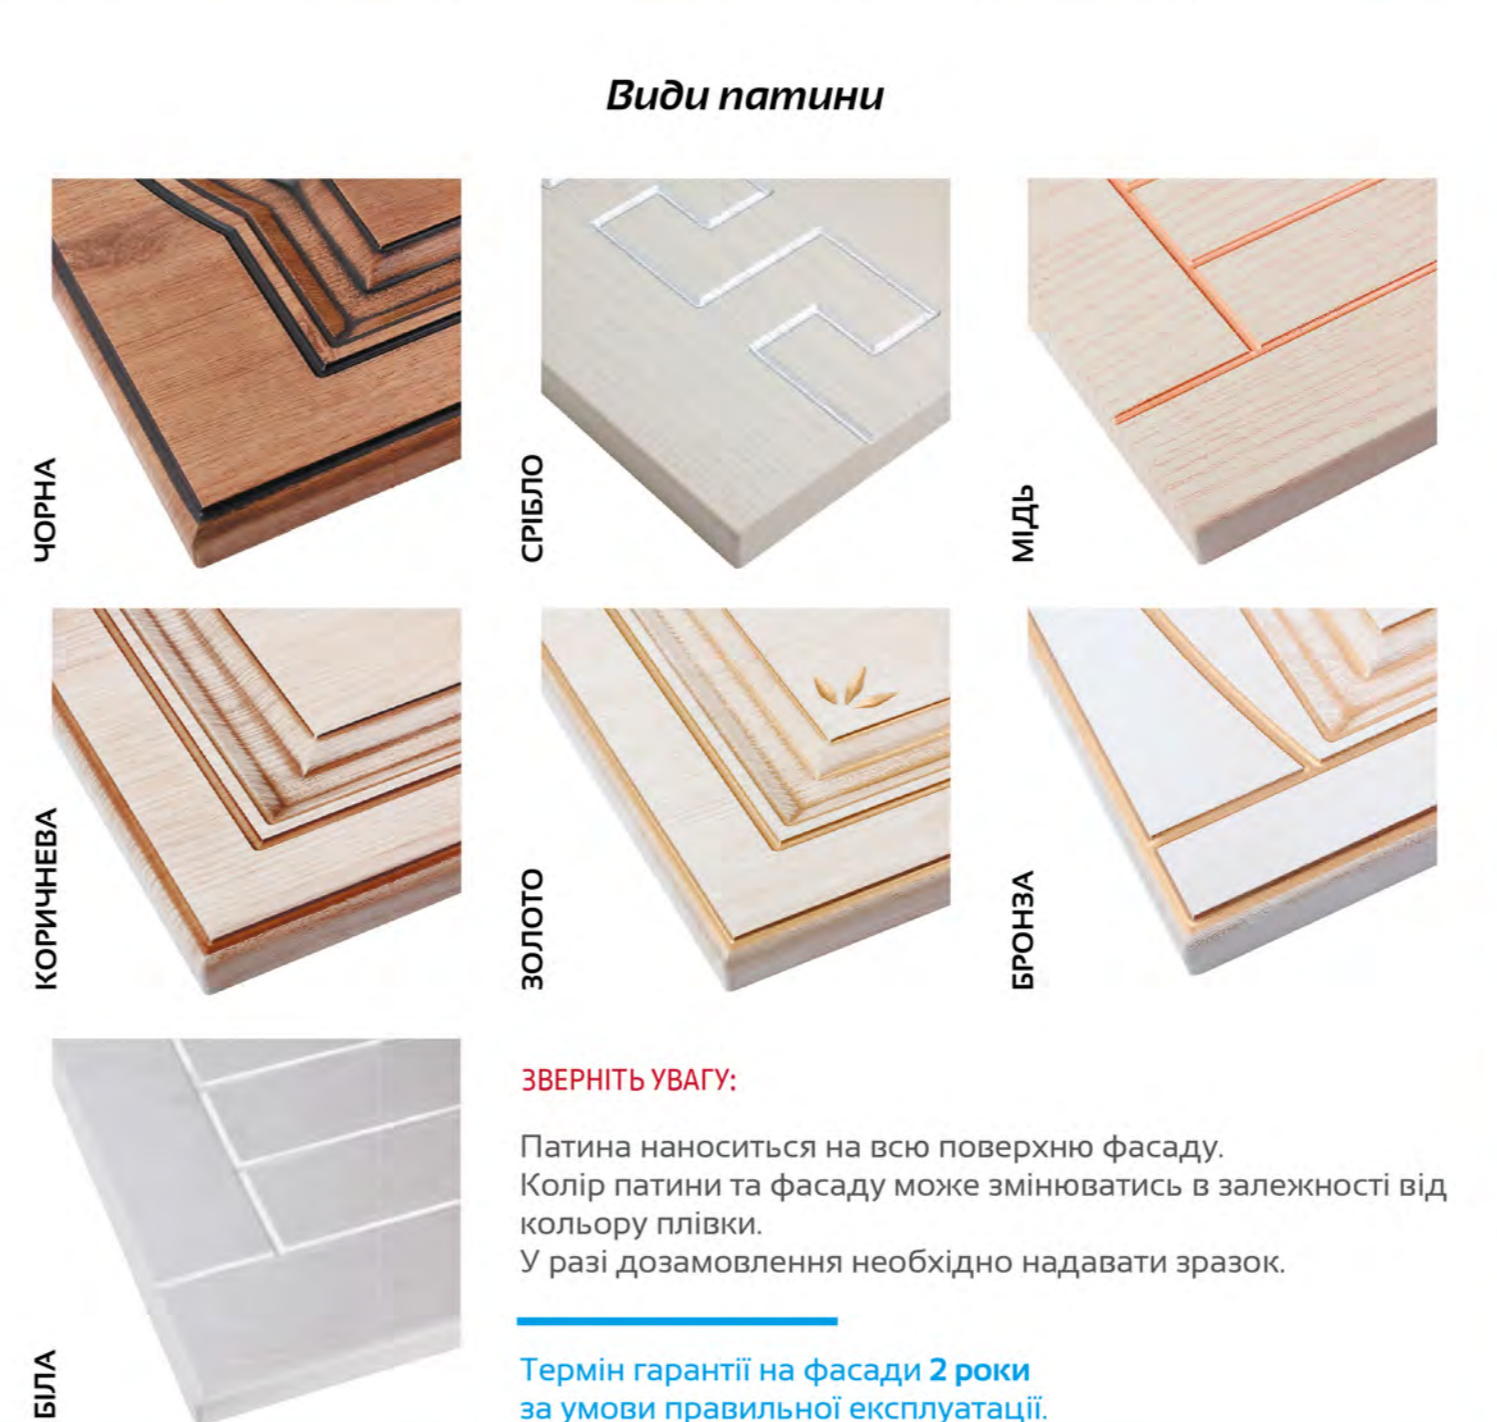 Види патини
ЧОРНА
СРІБЛО
МІДЬ
КОРИЧНЕВА
ЗОЛОТО
БРОНЗА
БІЛА
ЗВЕРНІТЬ УВАГУ:
Патина наноситься на всю поверхню фасаду.
Колір патини та фасаду може змінюватись в залежності від
кольору плівки.
У разі дозамовлення необхідно надавати зразок.
Термін гарантії на фасади 2 роки
за умови правильної експлуатації.